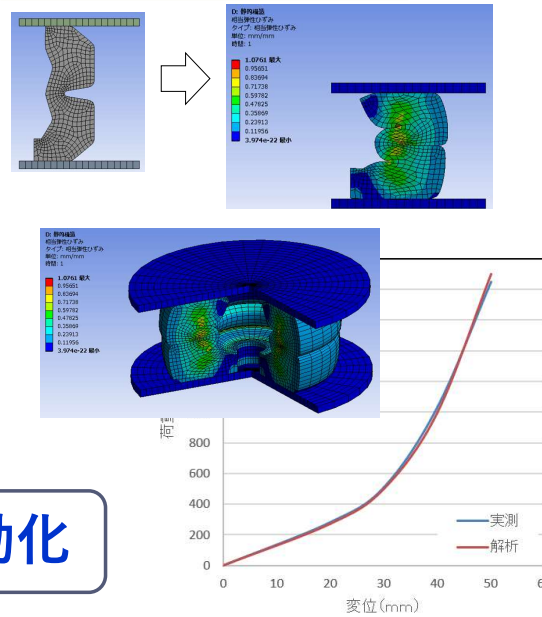 D: 静的構造
相当弾性ひずみ
タイプ: 相当弾性ひずみ
単位: mm/mm
時間: 1
1.0761 最大
0.95651
0.83694
0.71738
0.59782
0.47825
0.35869
0.23913
0.11956
3.974e-22 最小
D: 静的構造
相当弾性ひずみ
タイプ: 相当弾性ひずみ
単位: mm/mm
時間: 1
1.0761 最大
0.95651
0.83694
0.71738
0.59782
0.47825
0.35869
0.23913
0.11956
3.974e-22 最小
荷
800
600
400
200
0
0 10 20 30 40 50 6
変位(mm)
実測
解析
動化